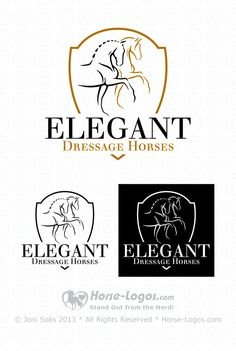 ELEGANT
DRESSAGE HORSES
ELEGANT
DRESSAGE HORSES
ELEGANT
DRESSAGE HORSES
Horse-Logos.com
Stand Out from the Herd!
© Joni Solis 2013 * All Rights Reserved * Horse-Logos.com